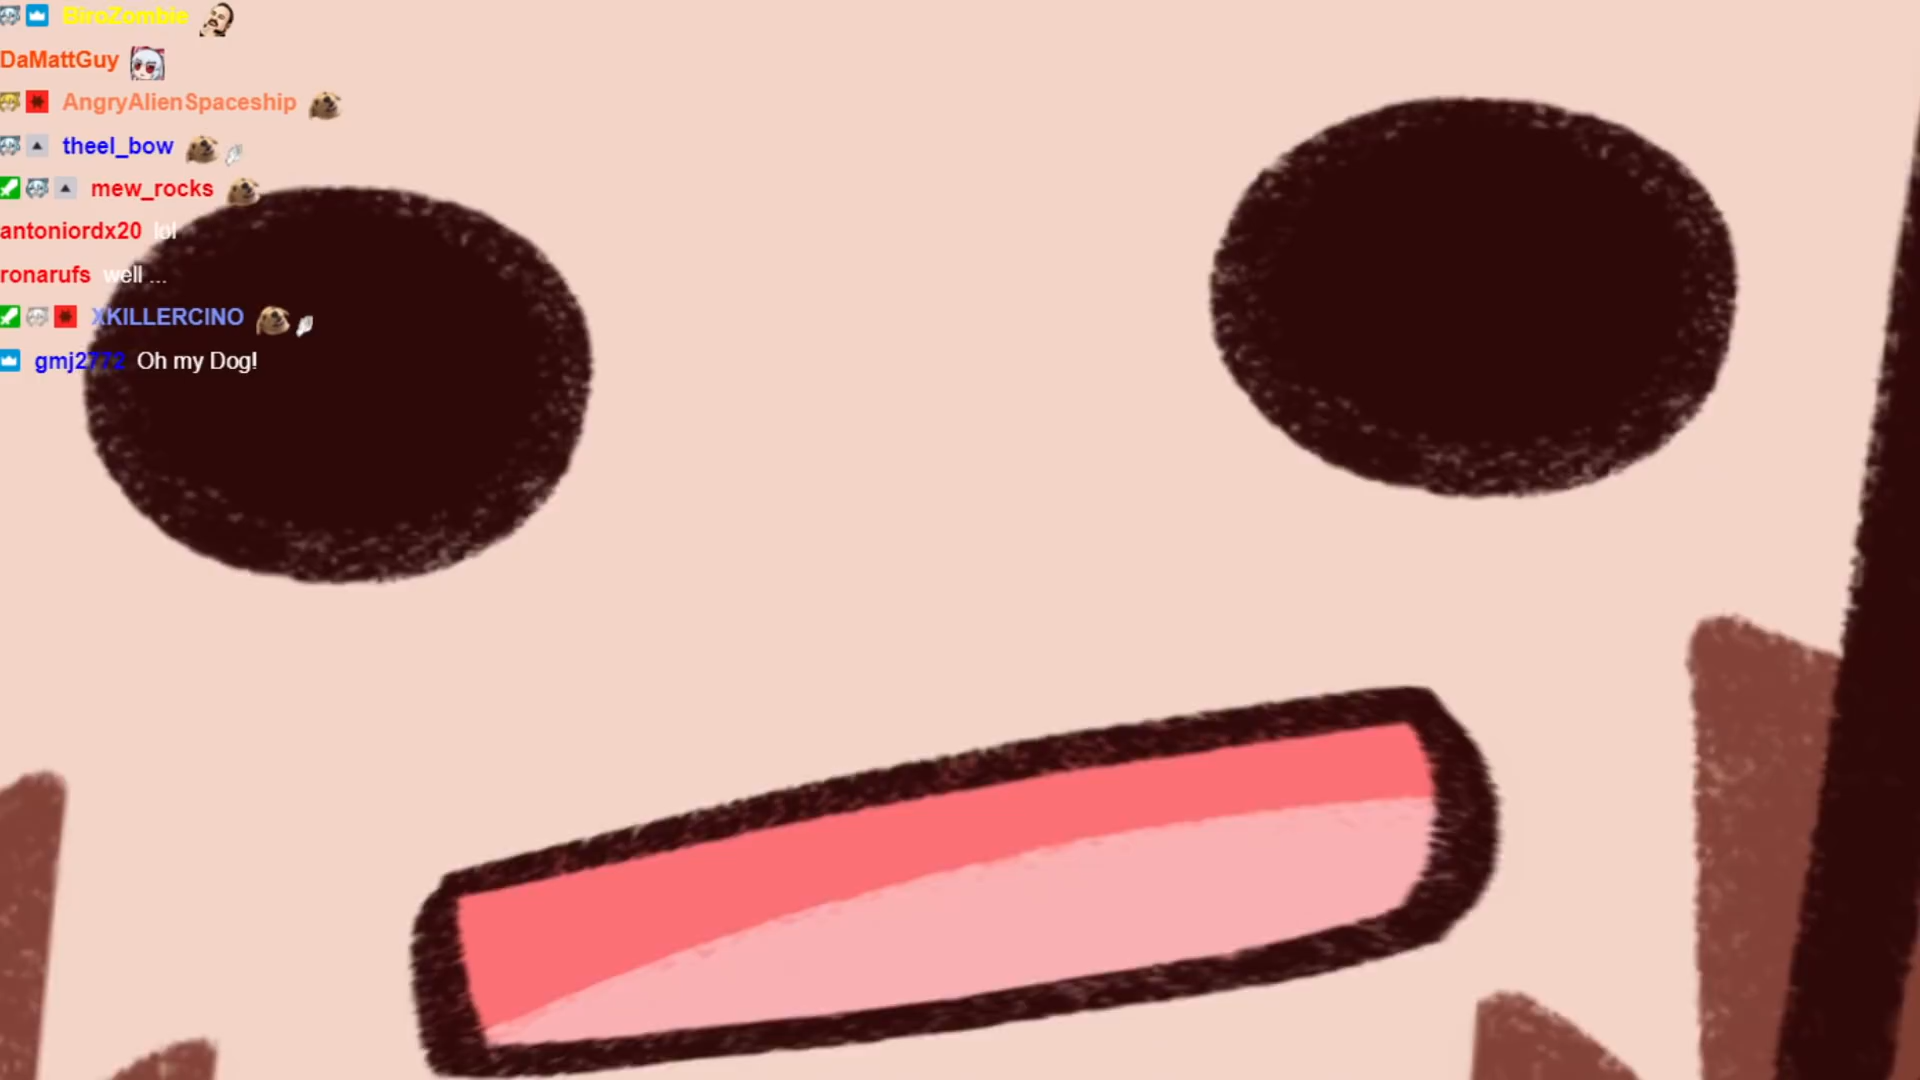 BiroZombie
DaMattGuy
AngryAlienSpaceship
theel_bow
mew_rocks
antoniordx20 lol
ronarufs well ...
XKILLERCINO
gmj2772 Oh my Dog!